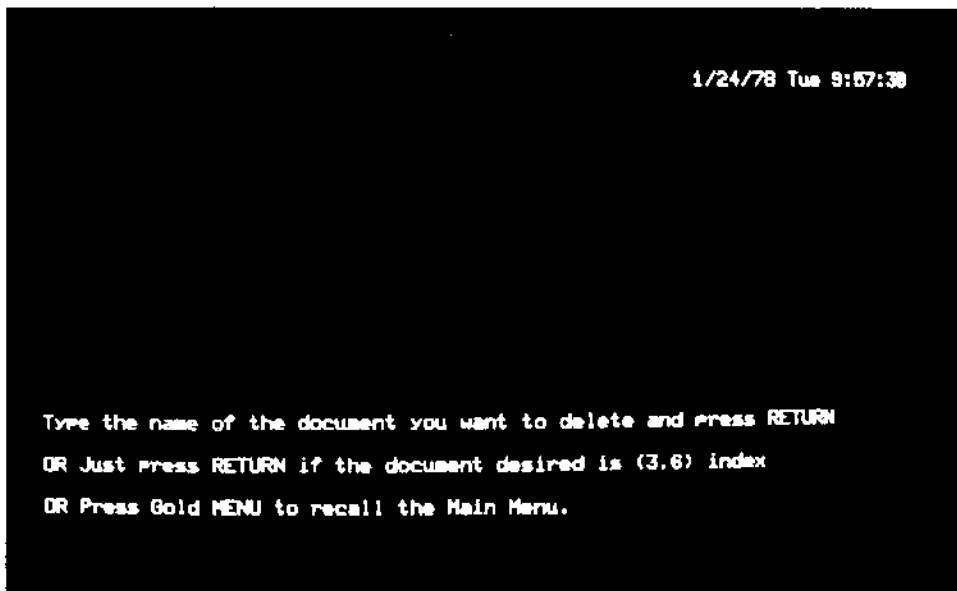 1/24/78 Tue 9:57:30
Type the name of the document you want to delete and press RETURN
OR Just press RETURN if the document desired is (3.6) index
OR Press Gold MENU to recall the Main Menu.